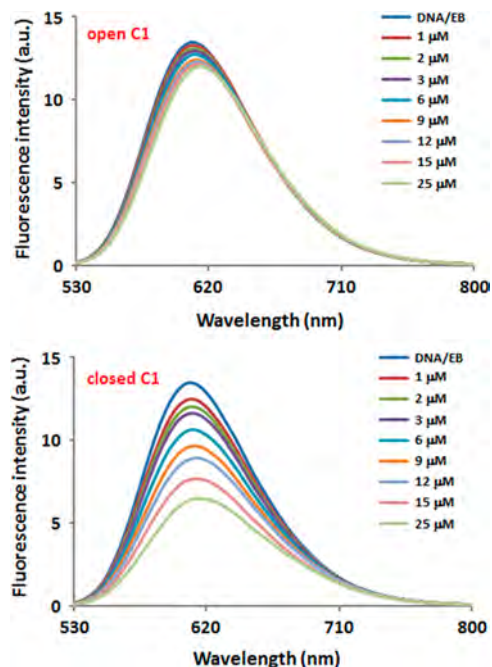 open C1
Fluorescence intensity (a.u.)
15
10
5
0
530
620
710
800
Wavelength (nm)
DNA/EB
1 µM
2 µM
3 µM
6 µM
9 µM
12 µM
15 µM
25 µM
closed C1
Fluorescence intensity (a.u.)
15
10
5
0
530
620
710
800
Wavelength (nm)
DNA/EB
1 µM
2 µM
3 µM
6 µM
9 µM
12 µM
15 µM
25 µM